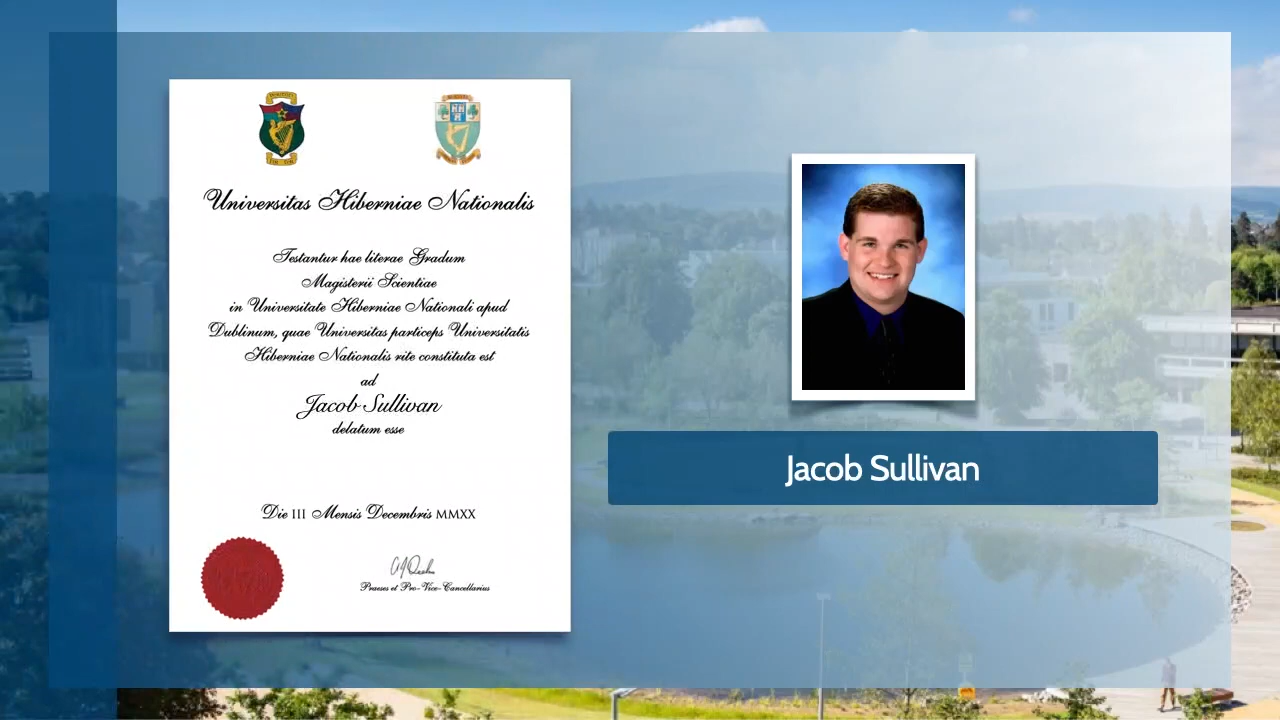 Universitas Hiberniae Nationalis
Testantur hae literae Gradum
Magisterii Scientiae
in Universitate Hiberniae Nationali apud
Dublinum, quae Universitas particeps Universitatis
Hiberniae Nationalis rite constituta est
ad
Jacob Sullivan
delatum esse
Die III Mensis Decembris MMXX
Praeses et Pro-Vice-Cancellarius
Jacob Sullivan